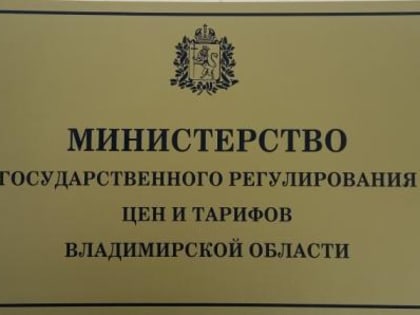 МИНИСТЕРСТВО
ГОСУДАРСТВЕННОГО РЕГУЛИРОВАНИЯ
ЦЕН И ТАРИФОВ
ВЛАДИМИРСКОЙ ОБЛАСТИ